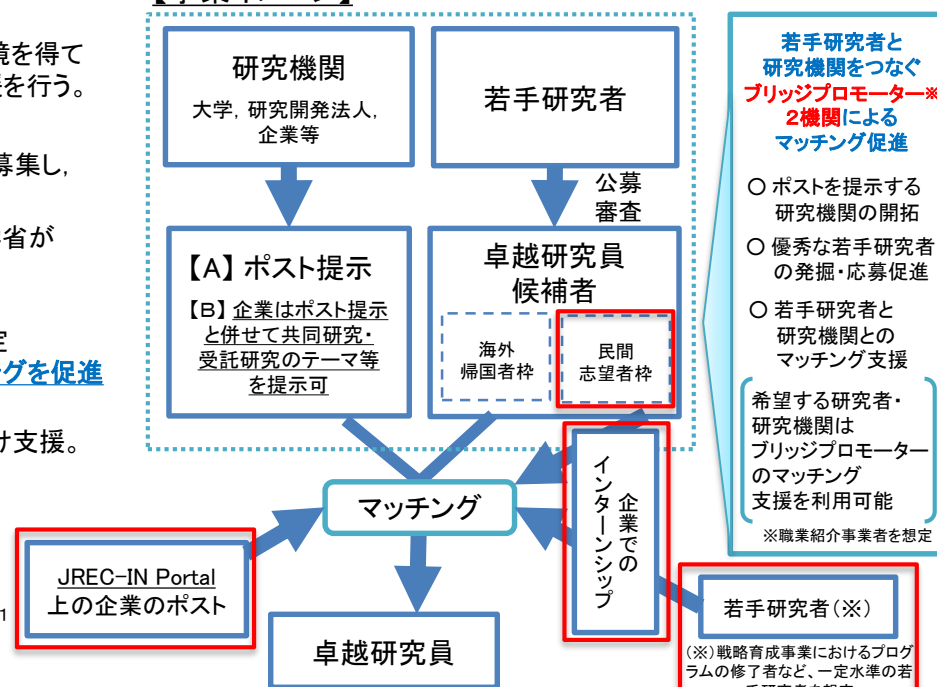 【事業イメージ】
境を得て
援を行う。
募集し,
省が
定
グを促進
け支援。
1
研究機関
大学, 研究開発法人,
企業等
若手研究者
公募
審査
【A】ポスト提示
【B】企業はポスト提示
と併せて共同研究・
受託研究のテーマ等
を提示可
卓越研究員
候補者
海外
帰国者枠
民間
志望者枠
マッチング
企業での
インターンシップ
JREC-IN Portal
上の企業のポスト
卓越研究員
若手研究者(※)
(※)戦略育成事業におけるプログ
ラムの修了者など、一定水準の若
若手研究者と
研究機関をつなぐ
ブリッジプロモーター※
2機関による
マッチング促進
○ ポストを提示する
研究機関の開拓
○ 優秀な若手研究者
の発掘・応募促進
○ 若手研究者と
研究機関との
マッチング支援
希望する研究者・
研究機関は
ブリッジプロモーター
のマッチング
支援を利用可能
※職業紹介事業者を想定